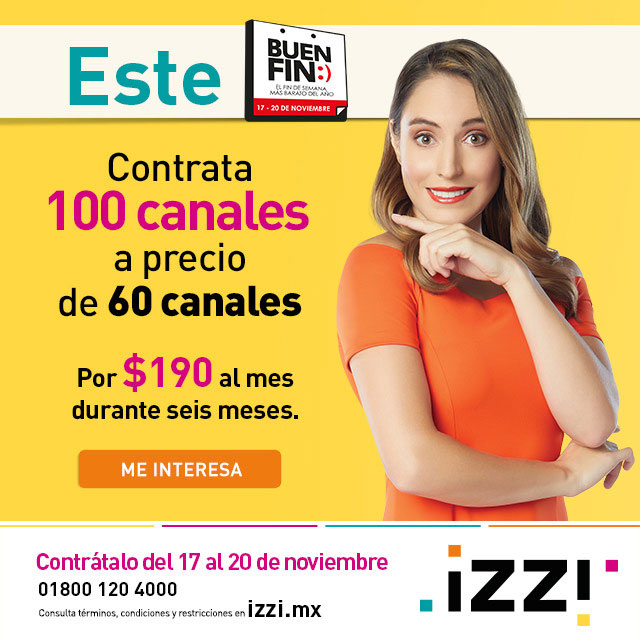 Este
BUEN
FIN:)
EL FIN DE SEMANA
MÁS BARATO DEL AÑO
17 - 20 DE NOVIEMBRE
Contrata
100 canales
a precio
de 60 canales
Por $190 al mes
durante seis meses.
ME INTERESA
Contrátalo del 17 al 20 de noviembre
01800 120 4000
Consulta términos, condiciones y restricciones en izzi.mx
izzi